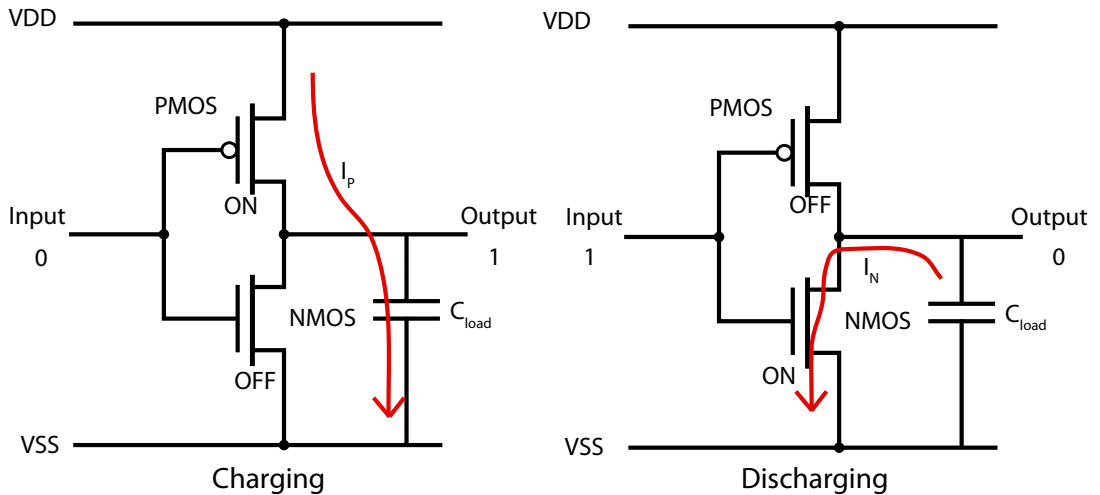 VDD
PMOS
I_P
ON
Input
Output
0
1
NMOS
C_load
OFF
VSS
Charging
VDD
PMOS
OFF
Input
Output
1
0
I_N
NMOS
C_load
ON
VSS
Discharging